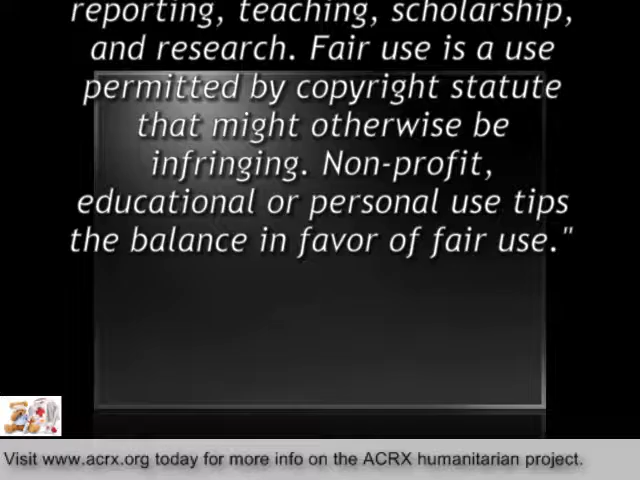 reporting, teaching, scholarship,
and research. Fair use is a use
permitted by copyright statute
that might otherwise be
infringing. Non-profit,
educational or personal use tips
the balance in favor of fair use."
Visit www.acrx.org today for more info on the ACRX humanitarian project.